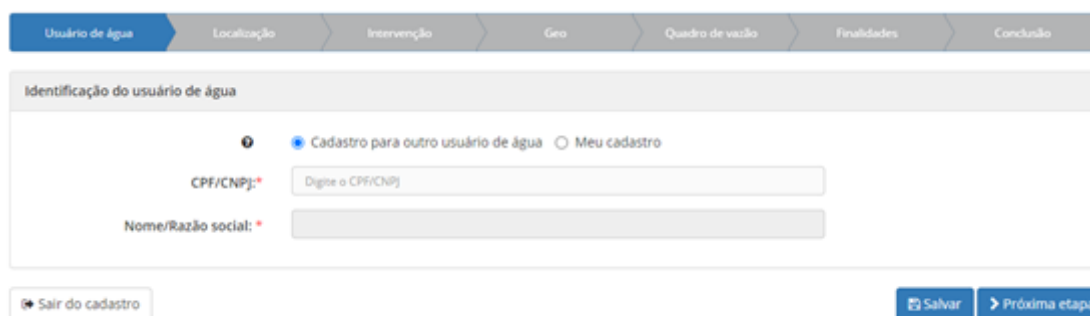 Usuário de água Localização Intervenção Geo Quadro de vazão Finalidades Conclusão
Identificação do usuário de água
Cadastro para outro usuário de água Meu cadastro
CPF/CNPJ:* Digite o CPF/CNPJ
Nome/Razão social: *
Sair do cadastro Salvar Próxima etapa